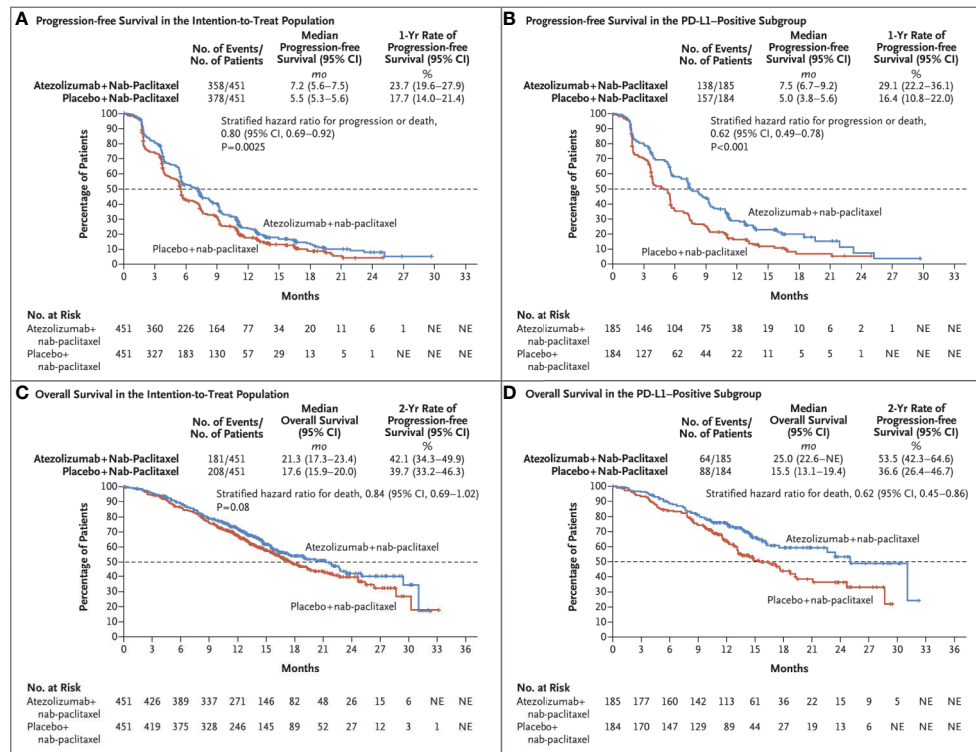 A Progression-free Survival in the Intention-to-Treat Population
No. of Events/ No. of Patients
Median Progression-free Survival (95% CI)
1-Yr Rate of Progression-free Survival (95% CI)
mo %
Atezolizumab+Nab-Paclitaxel 358/451 7.2 (5.6–7.5) 23.7 (19.6–27.9)
Placebo+Nab-Paclitaxel 378/451 5.5 (5.3–5.6) 17.7 (14.0–21.4)
Stratified hazard ratio for progression or death,
0.80 (95% CI, 0.69–0.92)
P=0.0025
Percentage of Patients
100
90
80
70
60
50
40
30
20
10
0
Atezolizumab+nab-paclitaxel
Placebo+nab-paclitaxel
0 3 6 9 12 15 18 21 24 27 30 33
Months
No. at Risk
Atezolizumab+ nab-paclitaxel 451 360 226 164 77 34 20 11 6 1 NE NE
Placebo+ nab-paclitaxel 451 327 183 130 57 29 13 5 1 NE NE NE
B Progression-free Survival in the PD-L1–Positive Subgroup
No. of Events/ No. of Patients
Median Progression-free Survival (95% CI)
1-Yr Rate of Progression-free Survival (95% CI)
mo %
Atezolizumab+Nab-Paclitaxel 138/185 7.5 (6.7–9.2) 29.1 (22.2–36.1)
Placebo+Nab-Paclitaxel 157/184 5.0 (3.8–5.6) 16.4 (10.8–22.0)
Stratified hazard ratio for progression or death,
0.62 (95% CI, 0.49–0.78)
P<0.001
Percentage of Patients
100
90
80
70
60
50
40
30
20
10
0
Atezolizumab+nab-paclitaxel
Placebo+nab-paclitaxel
0 3 6 9 12 15 18 21 24 27 30 33
Months
No. at Risk
Atezolizumab+ nab-paclitaxel 185 146 104 75 38 19 10 6 2 1 NE NE
Placebo+ nab-paclitaxel 184 127 62 44 22 11 5 5 1 NE NE NE
C Overall Survival in the Intention-to-Treat Population
No. of Events/ No. of Patients
Median Overall Survival (95% CI)
2-Yr Rate of Progression-free Survival (95% CI)
mo %
Atezolizumab+Nab-Paclitaxel 181/451 21.3 (17.3–23.4) 42.1 (34.3–49.9)
Placebo+Nab-Paclitaxel 208/451 17.6 (15.9–20.0) 39.7 (33.2–46.3)
Stratified hazard ratio for death, 0.84 (95% CI, 0.69–1.02)
P=0.08
Percentage of Patients
100
90
80
70
60
50
40
30
20
10
0
Atezolizumab+nab-paclitaxel
Placebo+nab-paclitaxel
0 3 6 9 12 15 18 21 24 27 30 33 36
Months
No. at Risk
Atezolizumab+ nab-paclitaxel 451 426 389 337 271 146 82 48 26 15 6 NE NE
Placebo+ nab-paclitaxel 451 419 375 328 246 145 89 52 27 12 3 1 NE
D Overall Survival in the PD-L1–Positive Subgroup
No. of Events/ No. of Patients
Median Overall Survival (95% CI)
2-Yr Rate of Progression-free Survival (95% CI)
mo %
Atezolizumab+Nab-Paclitaxel 64/185 25.0 (22.6–NE) 53.5 (42.3–64.6)
Placebo+Nab-Paclitaxel 88/184 15.5 (13.1–19.4) 36.6 (26.4–46.7)
Stratified hazard ratio for death, 0.62 (95% CI, 0.45–0.86)
Percentage of Patients
100
90
80
70
60
50
40
30
20
10
0
Atezolizumab+nab-paclitaxel
Placebo+nab-paclitaxel
0 3 6 9 12 15 18 21 24 27 30 33 36
Months
No. at Risk
Atezolizumab+ nab-paclitaxel 185 177 160 142 113 61 36 22 15 9 5 NE NE
Placebo+ nab-paclitaxel 184 170 147 129 89 44 27 19 13 6 NE NE NE